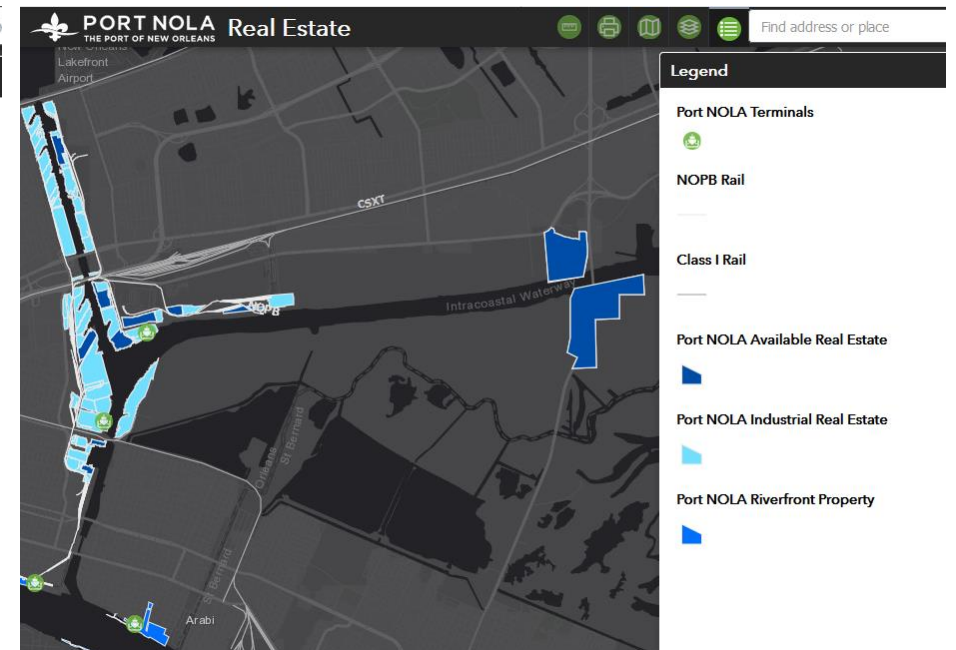 PORT NOLA
THE PORT OF NEW ORLEANS
Real Estate
Find address or place
New Orleans
Lakefront
Airport
Legend
Port NOLA Terminals
NOPB Rail
Class I Rail
Port NOLA Available Real Estate
Port NOLA Industrial Real Estate
Port NOLA Riverfront Property
CSXT
NOPB
Intracoastal Waterway
Orleans
St Bernard
St Bernard
Arabi